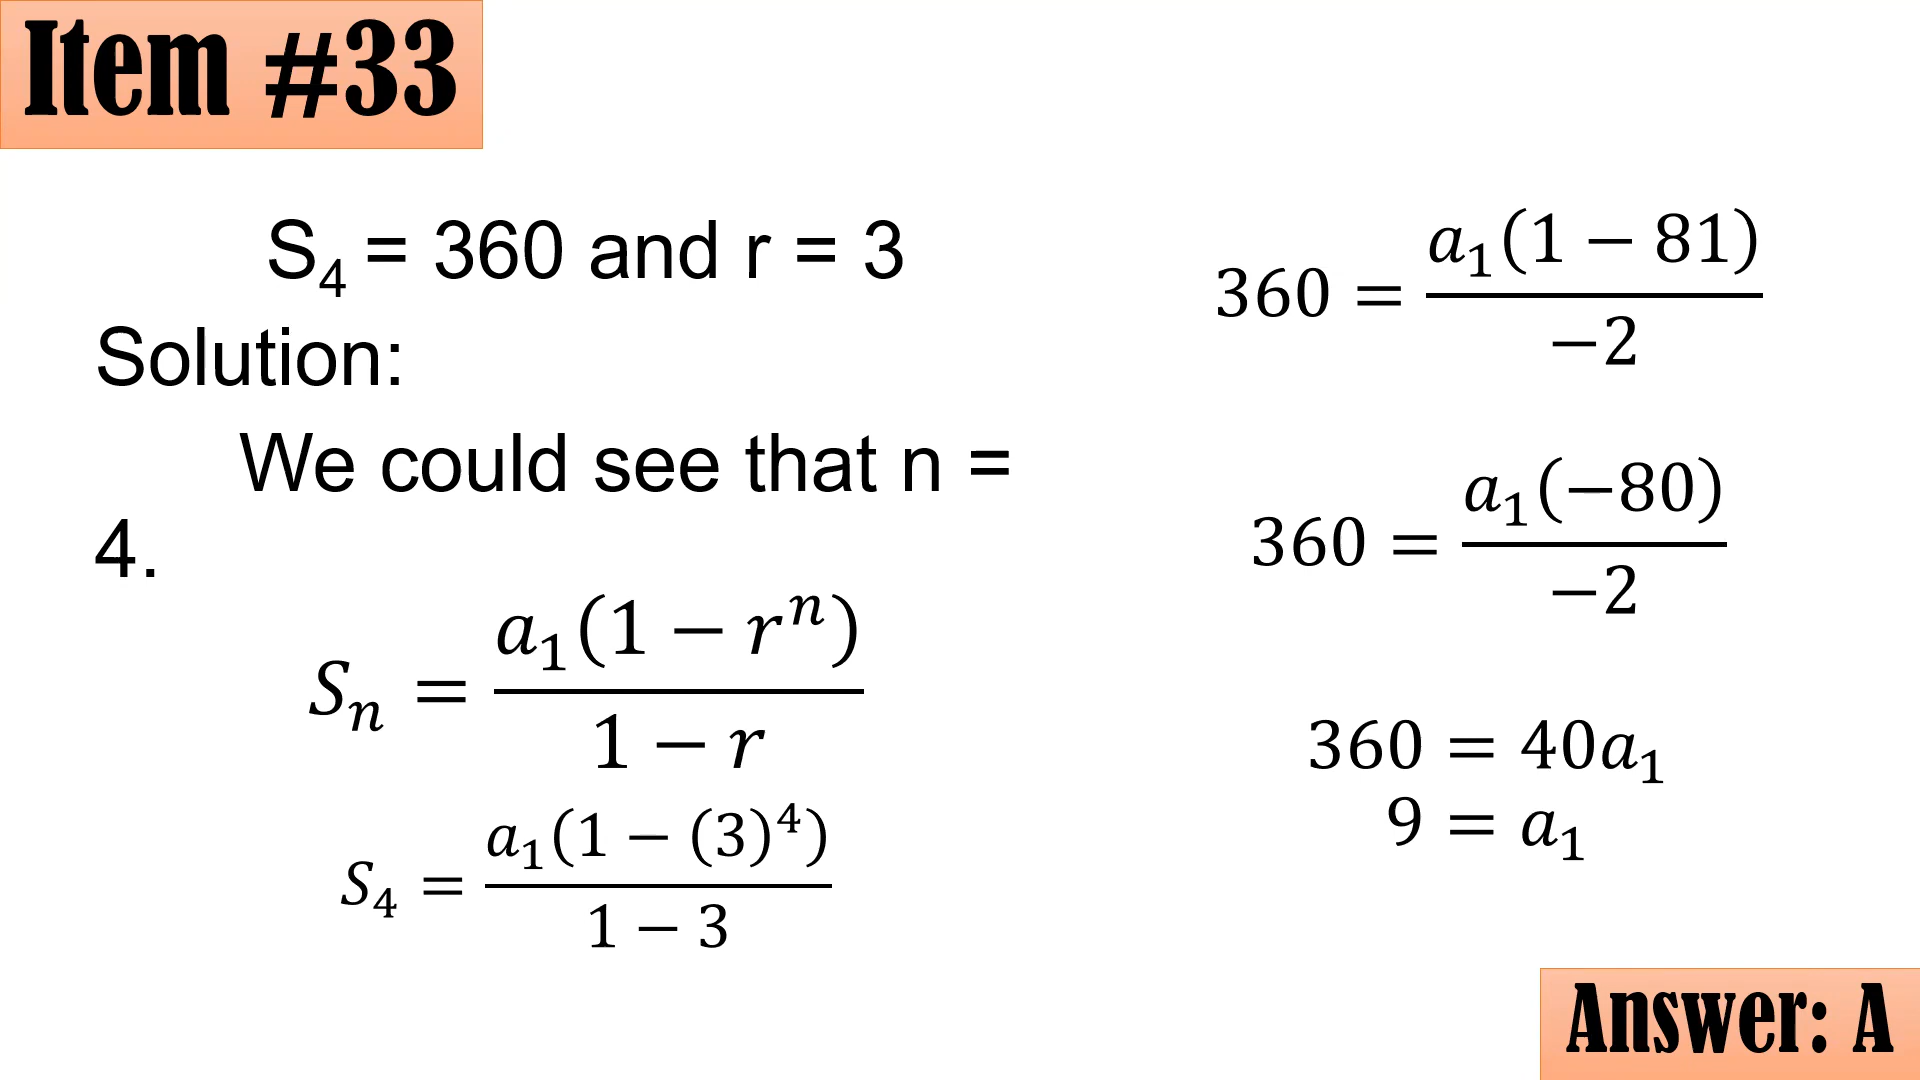 Item #33
S₄ = 360 and r = 3
Solution:
We could see that n =
4.
Sₙ = a₁(1 − rⁿ) / 1 − r
S₄ = a₁(1 − (3)⁴) / 1 − 3
360 = a₁(1 − 81) / −2
360 = a₁(−80) / −2
360 = 40a₁
9 = a₁
Answer: A